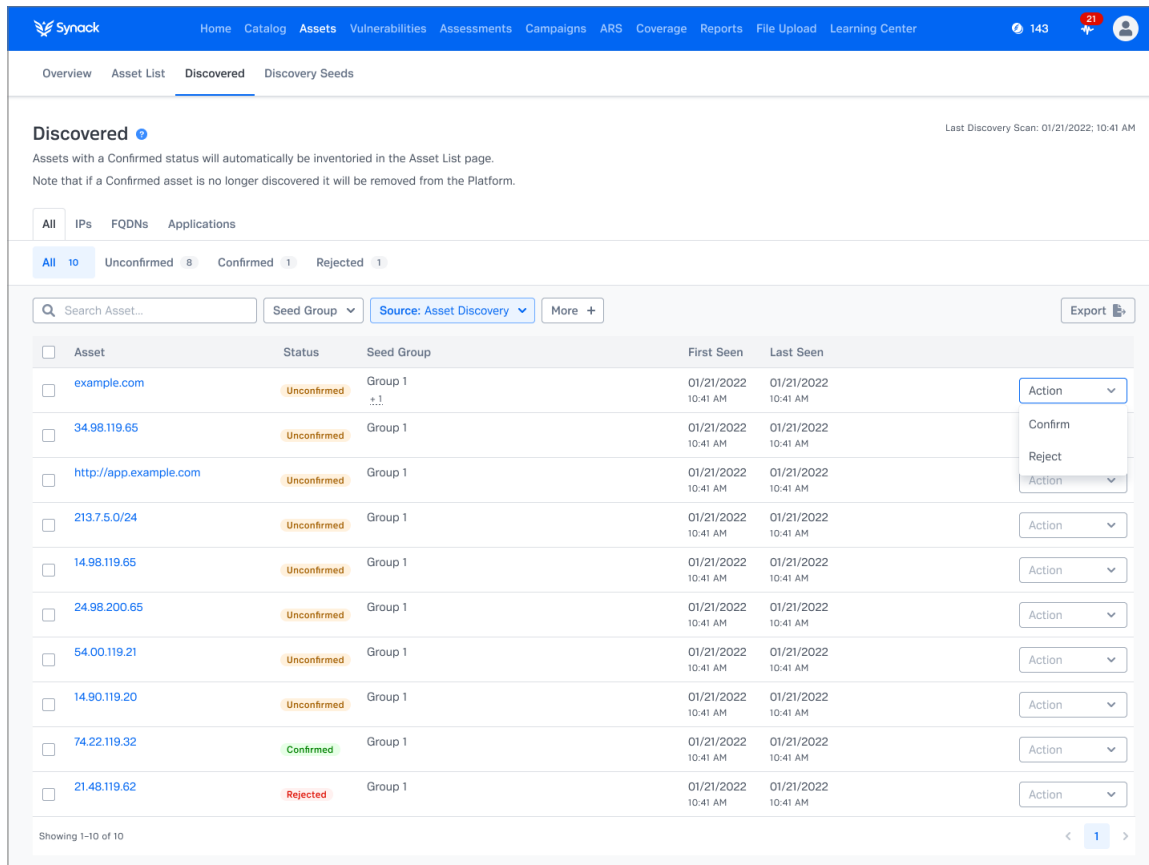 Synack Home Catalog Assets Vulnerabilities Assessments Campaigns ARS Coverage Reports File Upload Learning Center 143 21
Overview Asset List Discovered Discovery Seeds
Discovered ?
Last Discovery Scan: 01/21/2022; 10:41 AM
Assets with a Confirmed status will automatically be inventoried in the Asset List page.
Note that if a Confirmed asset is no longer discovered it will be removed from the Platform.
All IPs FQDNs Applications
All 10 Unconfirmed 8 Confirmed 1 Rejected 1
Search Asset... Seed Group Source: Asset Discovery More + Export
Asset Status Seed Group First Seen Last Seen
example.com Unconfirmed Group 1 01/21/2022 01/21/2022 Action
+ 1 10:41 AM 10:41 AM
Confirm
34.98.119.65 Unconfirmed Group 1 01/21/2022 01/21/2022
10:41 AM 10:41 AM
Reject
http://app.example.com Unconfirmed Group 1 01/21/2022 01/21/2022 Action
10:41 AM 10:41 AM
213.7.5.0/24 Unconfirmed Group 1 01/21/2022 01/21/2022 Action
10:41 AM 10:41 AM
14.98.119.65 Unconfirmed Group 1 01/21/2022 01/21/2022 Action
10:41 AM 10:41 AM
24.98.200.65 Unconfirmed Group 1 01/21/2022 01/21/2022 Action
10:41 AM 10:41 AM
54.00.119.21 Unconfirmed Group 1 01/21/2022 01/21/2022 Action
10:41 AM 10:41 AM
14.90.119.20 Unconfirmed Group 1 01/21/2022 01/21/2022 Action
10:41 AM 10:41 AM
74.22.119.32 Confirmed Group 1 01/21/2022 01/21/2022 Action
10:41 AM 10:41 AM
21.48.119.62 Rejected Group 1 01/21/2022 01/21/2022 Action
10:41 AM 10:41 AM
Showing 1–10 of 10 < 1 >